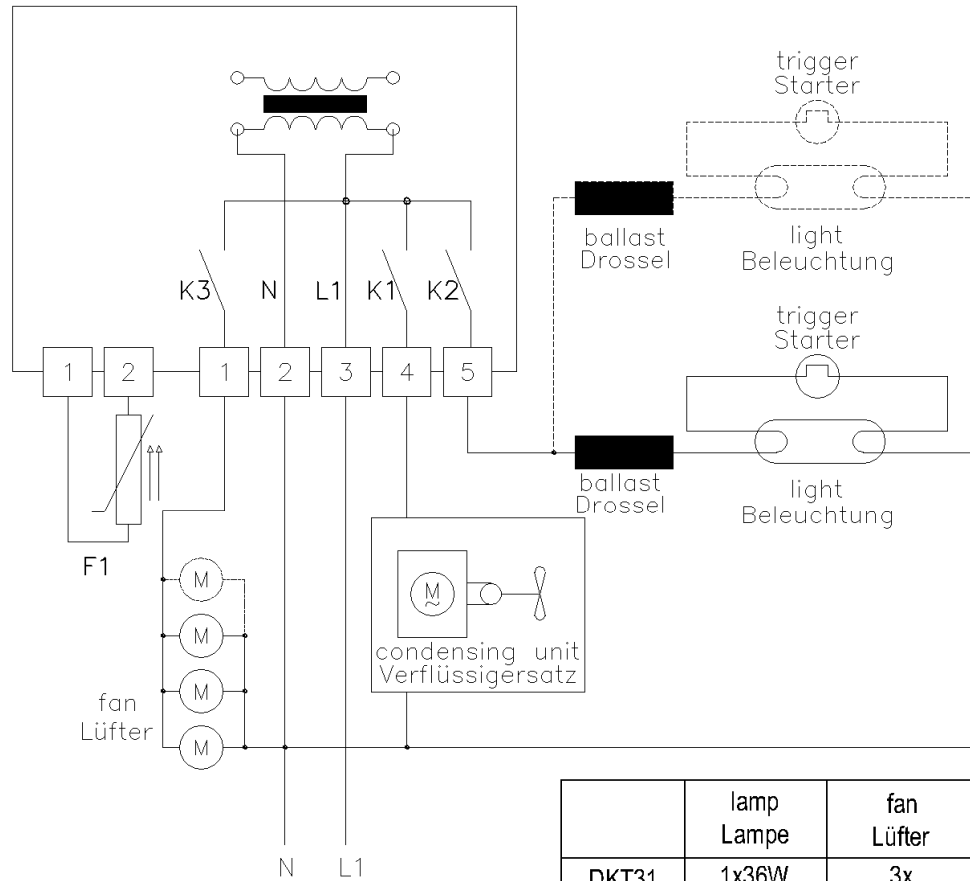 trigger
Starter
ballast
Drossel
light
Beleuchtung
K3 N L1 K1 K2
trigger
Starter
1 2 1 2 3 4 5
ballast
Drossel
light
Beleuchtung
F1
M
M
M
M
fan
Lüfter
M
~
condensing unit
Verflüssigersatz
N L1
lamp fan
Lampe Lüfter
DKT31 1x36W 3x